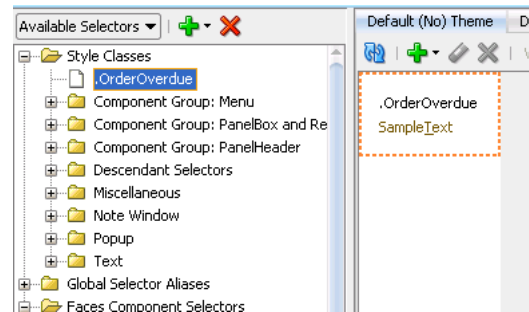 Available Selectors
Style Classes
.OrderOverdue
Component Group: Menu
Component Group: PanelBox and Re
Component Group: PanelHeader
Descendant Selectors
Miscellaneous
Note Window
Popup
Text
Global Selector Aliases
Faces Component Selectors
Default (No) Theme D
.OrderOverdue
SampleText